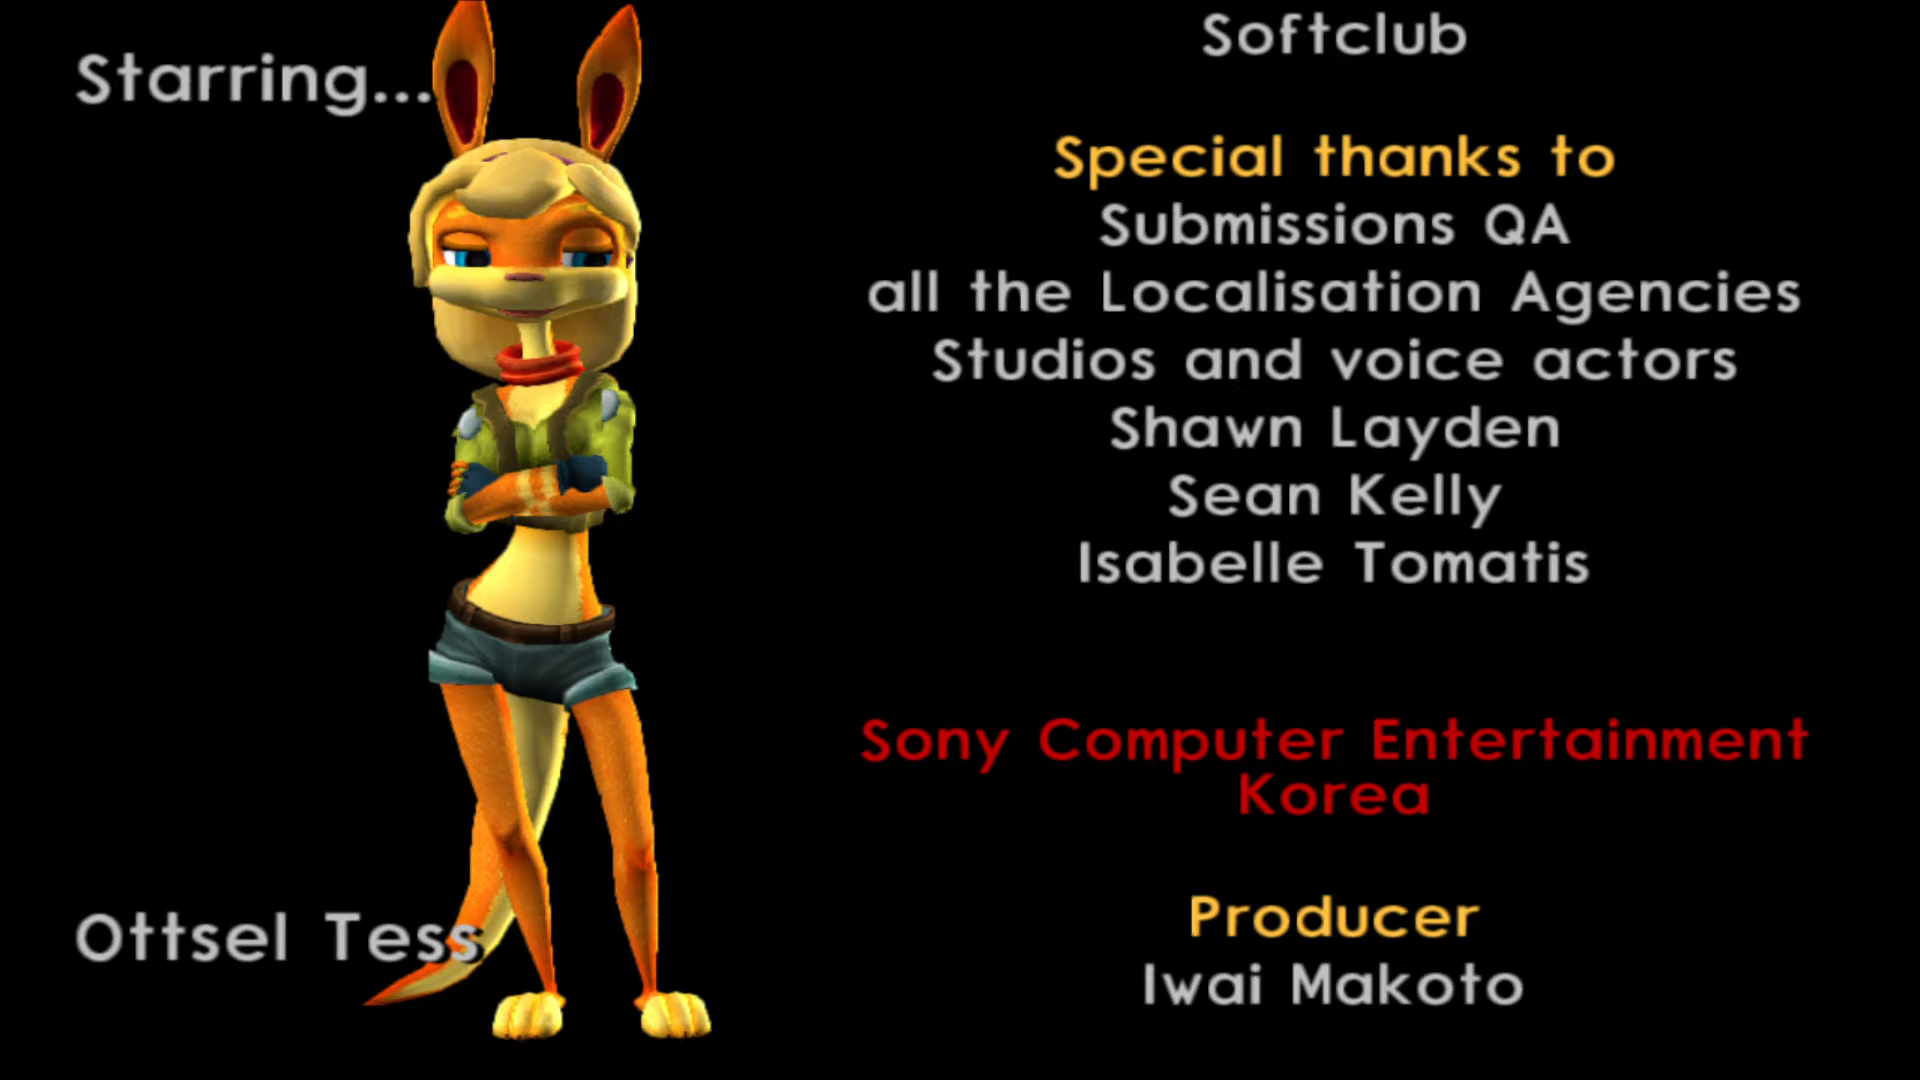 Starring...
Ottsel Tess
Softclub
Special thanks to
Submissions QA
all the Localisation Agencies
Studios and voice actors
Shawn Layden
Sean Kelly
Isabelle Tomatis
Sony Computer Entertainment
Korea
Producer
Iwai Makoto